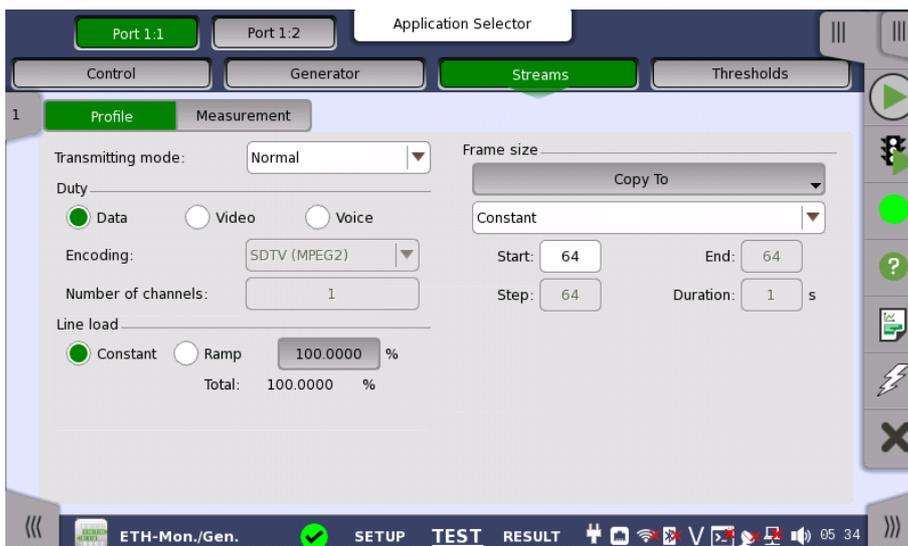 Application Selector
Port 1:1 Port 1:2
Control Generator Streams Thresholds
1 Profile Measurement
Transmitting mode: Normal
Duty
Data Video Voice
Encoding: SDTV (MPEG2)
Number of channels: 1
Line load
Constant Ramp 100.0000 %
Total: 100.0000 %
Frame size
Copy To
Constant
Start: 64 End: 64
Step: 64 Duration: 1 s
?
ETH-Mon./Gen. SETUP TEST RESULT 05 34